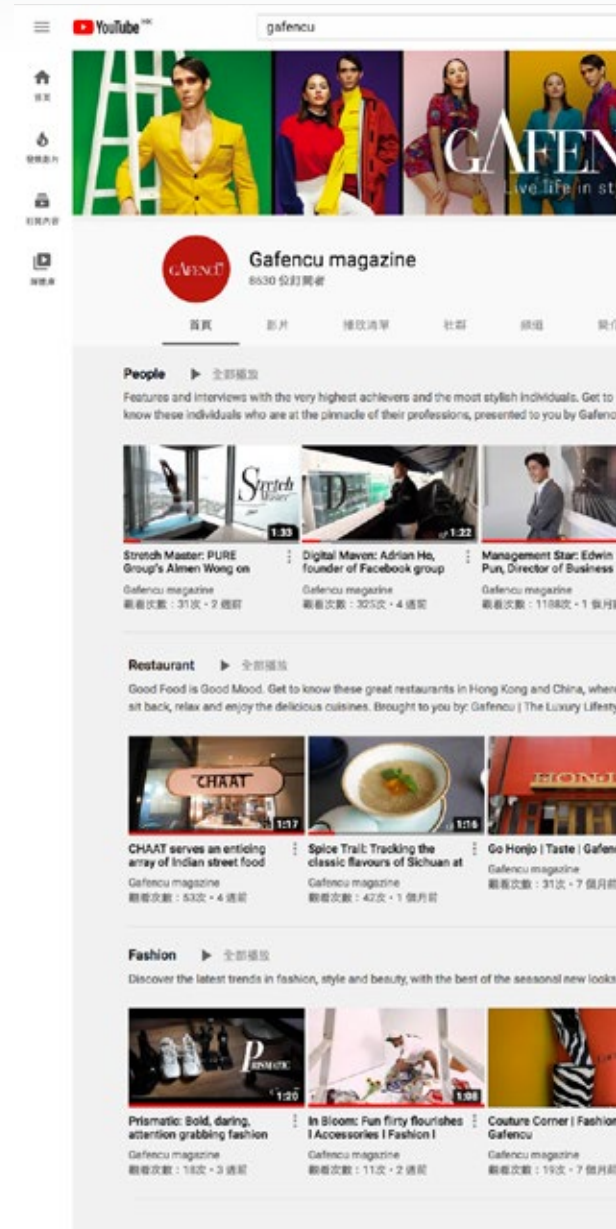 YouTube HK
gafencu
首頁
發燒影片
訂閱內容
媒體庫
GAFEN
Live life in st
GAFENCU
Gafencu magazine
8630 位訂閱者
首頁 影片 播放清單 社群 頻道 簡介
People ▶ 全部播放
Features and interviews with the very highest achievers and the most stylish individuals. Get to
know these individuals who are at the pinnacle of their professions, presented to you by Gafenc
Stretch
Master
1:33
1:22
Stretch Master: PURE
Group's Almen Wong on
Gafencu magazine
觀看次數：31次 • 2 週前
Digital Maven: Adrian Ho,
founder of Facebook group
Gafencu magazine
觀看次數：325次 • 4 週前
Management Star: Edwin
Pun, Director of Business
Gafencu magazine
觀看次數：1188次 • 1 個月前
Restaurant ▶ 全部播放
Good Food is Good Mood. Get to know these great restaurants in Hong Kong and China, where
sit back, relax and enjoy the delicious cuisines. Brought to you by: Gafencu | The Luxury Lifesty
CHAAT
1:17
1:16
HONJO
CHAAT serves an enticing
array of Indian street food
Gafencu magazine
觀看次數：53次 • 4 週前
Spice Trail: Tracking the
classic flavours of Sichuan at
Gafencu magazine
觀看次數：42次 • 1 個月前
Go Honjo | Taste | Gafen
Gafencu magazine
觀看次數：31次 • 7 個月前
Fashion ▶ 全部播放
Discover the latest trends in fashion, style and beauty, with the best of the seasonal new looks
PRISMATIC
1:20
1:08
Prismatic: Bold, daring,
attention grabbing fashion
Gafencu magazine
觀看次數：18次 • 3 週前
In Bloom: Fun flirty flourishes
l Accessories l Fashion l
Gafencu magazine
觀看次數：11次 • 2 週前
Couture Corner | Fashion
Gafencu
Gafencu magazine
觀看次數：19次 • 7 個月前